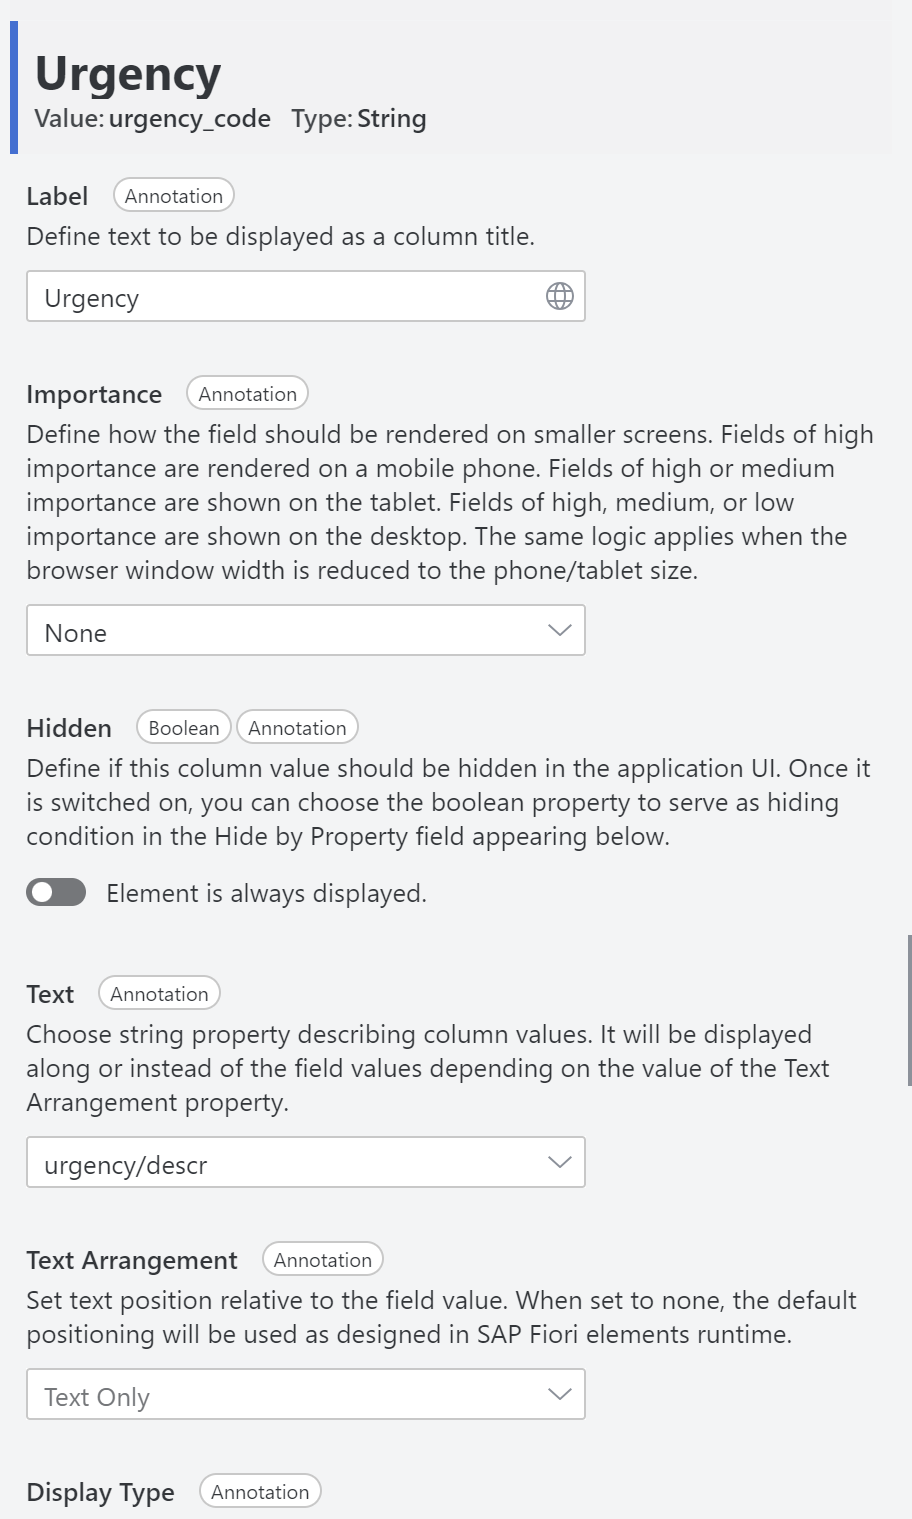 Urgency
Value: urgency_code Type: String
Label Annotation
Define text to be displayed as a column title.
Urgency
Importance Annotation
Define how the field should be rendered on smaller screens. Fields of high
importance are rendered on a mobile phone. Fields of high or medium
importance are shown on the tablet. Fields of high, medium, or low
importance are shown on the desktop. The same logic applies when the
browser window width is reduced to the phone/tablet size.
None
Hidden Boolean Annotation
Define if this column value should be hidden in the application UI. Once it
is switched on, you can choose the boolean property to serve as hiding
condition in the Hide by Property field appearing below.
Element is always displayed.
Text Annotation
Choose string property describing column values. It will be displayed
along or instead of the field values depending on the value of the Text
Arrangement property.
urgency/descr
Text Arrangement Annotation
Set text position relative to the field value. When set to none, the default
positioning will be used as designed in SAP Fiori elements runtime.
Text Only
Display Type Annotation